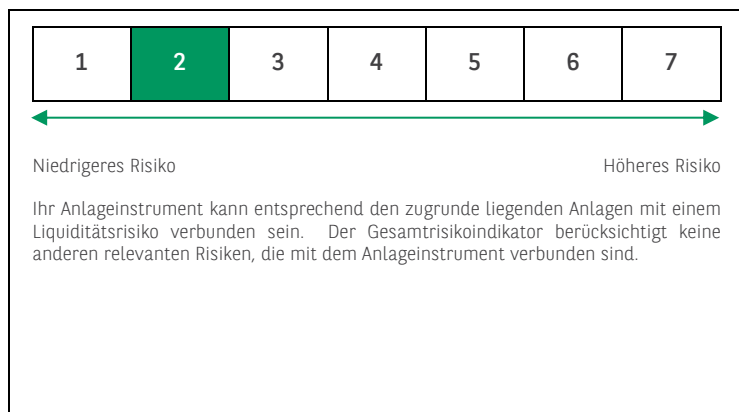 1 2 3 4 5 6 7
Niedrigeres Risiko Höheres Risiko
Ihr Anlageinstrument kann entsprechend den zugrunde liegenden Anlagen mit einem
Liquiditätsrisiko verbunden sein. Der Gesamtrisikoindikator berücksichtigt keine
anderen relevanten Risiken, die mit dem Anlageinstrument verbunden sind.